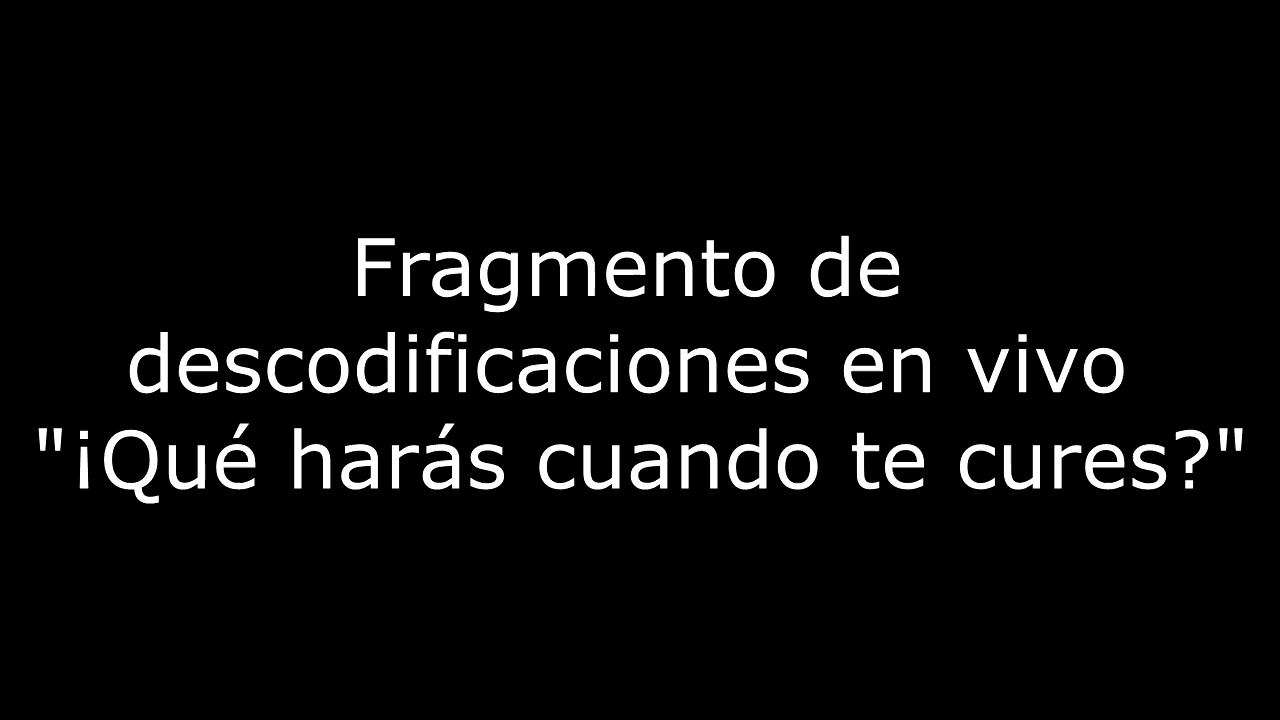 Fragmento de
descodificaciones en vivo
"¡Qué harás cuando te cures?"